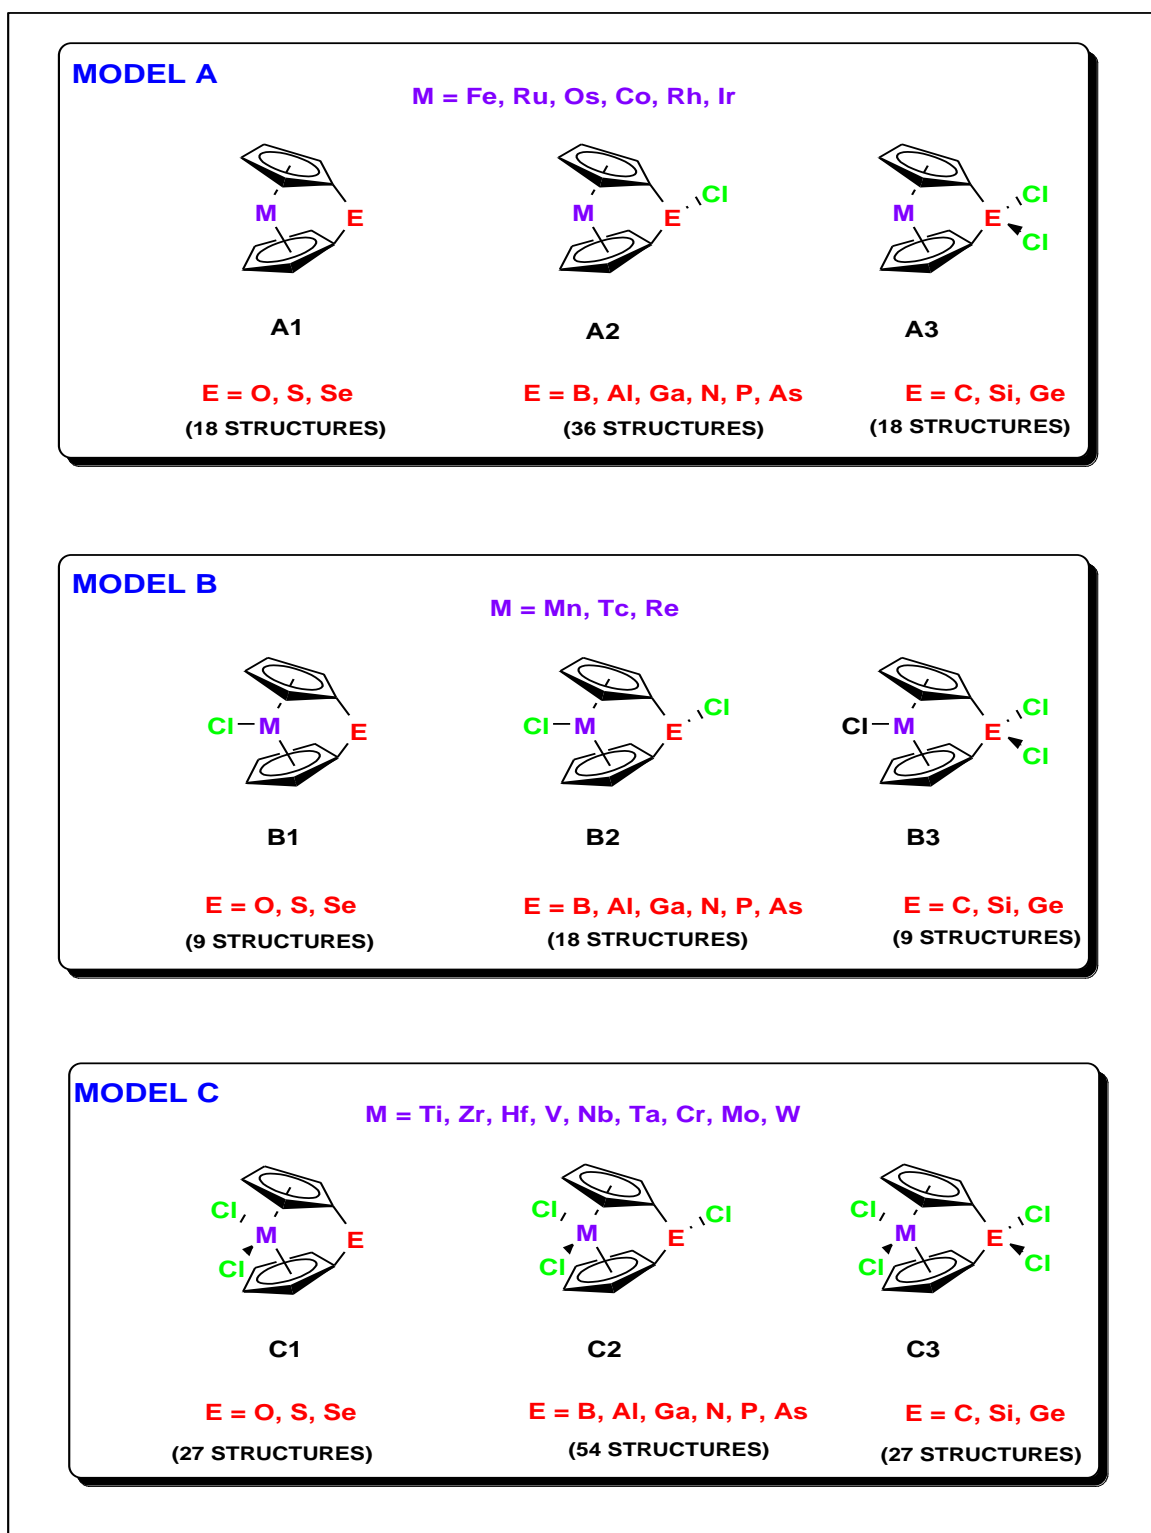 MODEL A
M = Fe, Ru, Os, Co, Rh, Ir
M E
M E Cl
M E Cl Cl
A1 A2 A3
E = O, S, Se E = B, Al, Ga, N, P, As E = C, Si, Ge
(18 STRUCTURES) (36 STRUCTURES) (18 STRUCTURES)
MODEL B
M = Mn, Tc, Re
Cl M E
Cl M E Cl
Cl M E Cl Cl
B1 B2 B3
E = O, S, Se E = B, Al, Ga, N, P, As E = C, Si, Ge
(9 STRUCTURES) (18 STRUCTURES) (9 STRUCTURES)
MODEL C
M = Ti, Zr, Hf, V, Nb, Ta, Cr, Mo, W
Cl M E Cl
Cl M E Cl Cl
Cl M E Cl Cl Cl
C1 C2 C3
E = O, S, Se E = B, Al, Ga, N, P, As E = C, Si, Ge
(27 STRUCTURES) (54 STRUCTURES) (27 STRUCTURES)